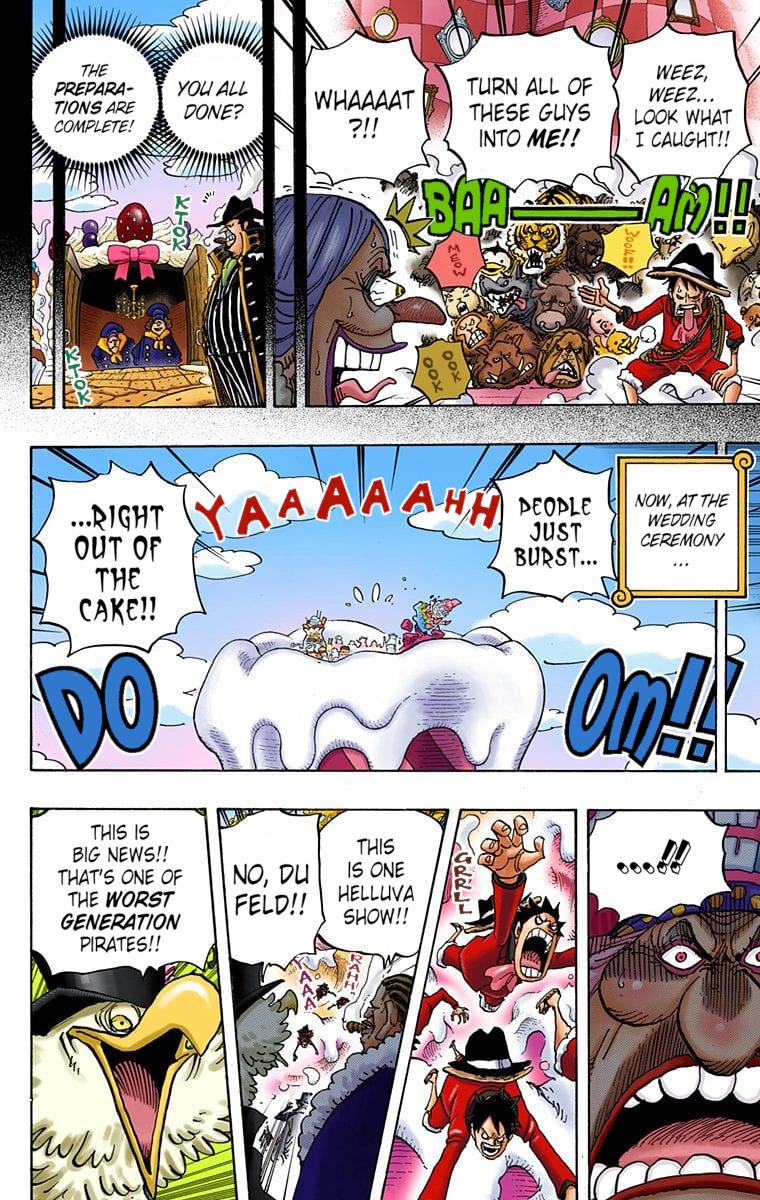 WEEZ,
WEEZ...
LOOK WHAT
I CAUGHT!!
TURN ALL OF
THESE GUYS
INTO ME!!
WHAAAAT
?!!
BAA AM!!
MEOW
WOOF!!
OOK
OOK
YOU ALL
DONE?
THE
PREPARA-
TIONS ARE
COMPLETE!
KTOK
KTOK
NOW, AT THE
WEDDING
CEREMONY
...
PEOPLE
JUST
BURST...
YAAAAAAHH
...RIGHT
OUT OF
THE
CAKE!!
DO OM!!
....!!
GRRLL
THIS
IS ONE
HELLUVA
SHOW!!
NO, DU
FELD!!
RAHH
YAAA
THIS IS
BIG NEWS!!
THAT'S ONE OF
THE WORST
GENERATION
PIRATES!!